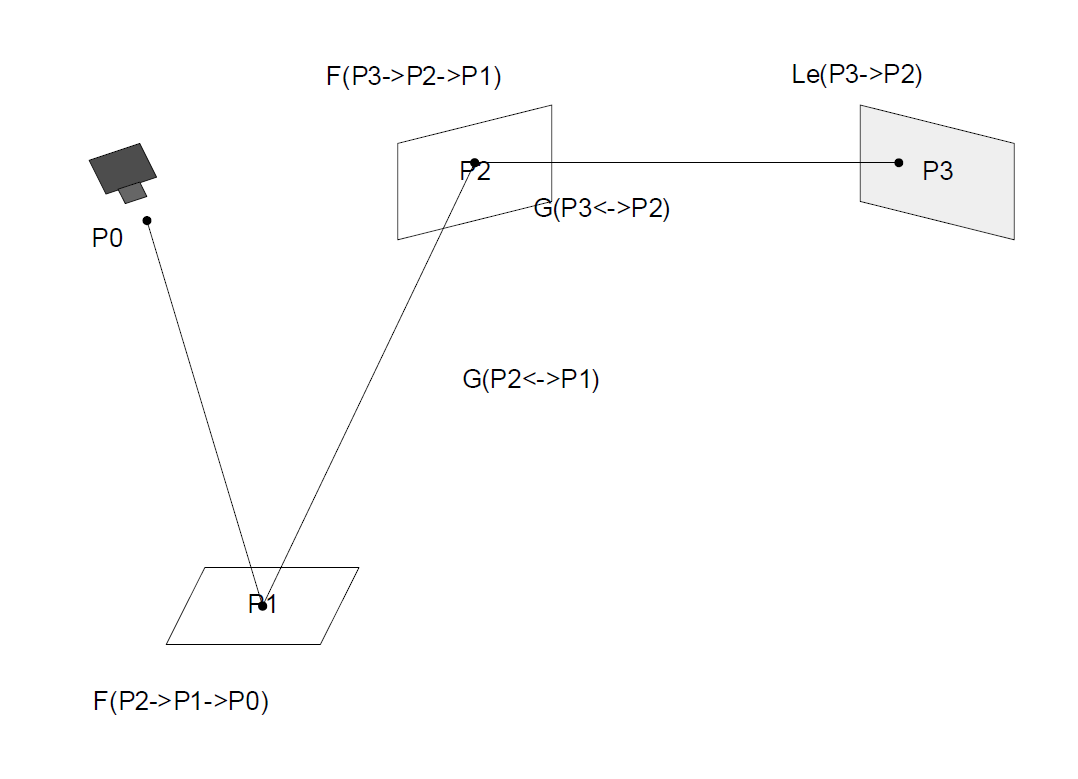 F(P3->P2->P1)
Le(P3->P2)
P2
P3
G(P3<->P2)
P0
G(P2<->P1)
P1
F(P2->P1->P0)